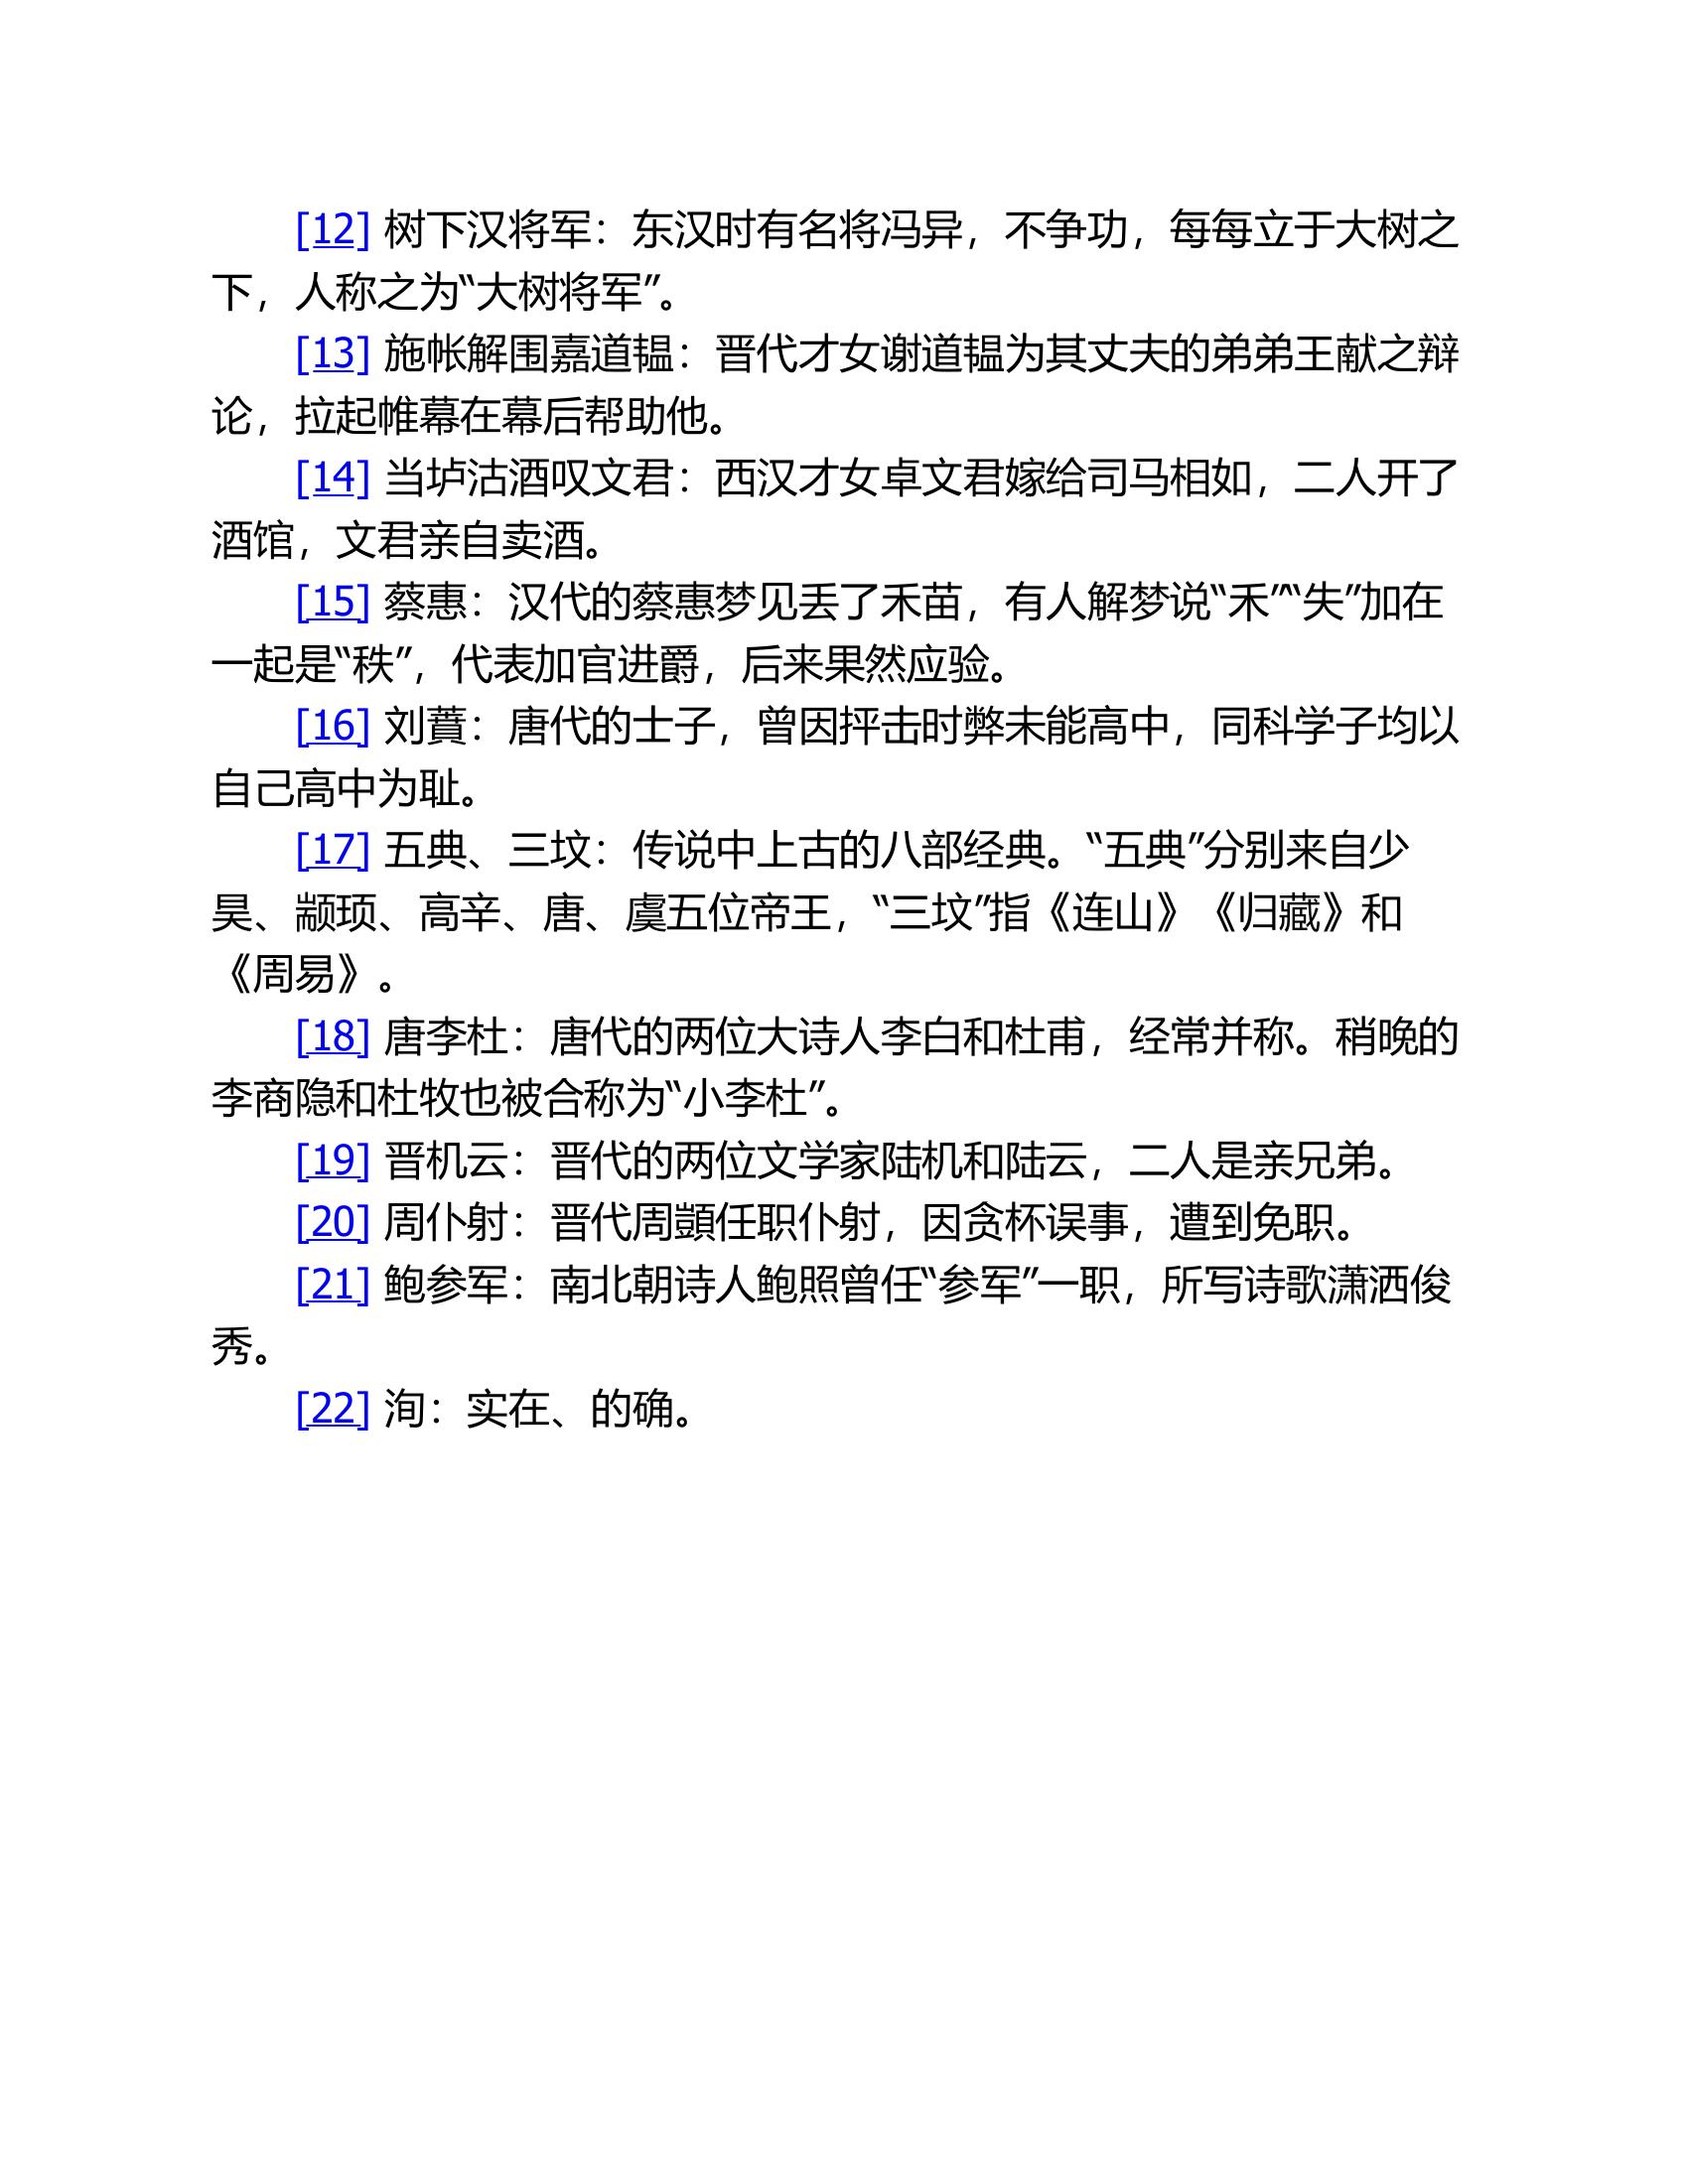 [12] 树下汉将军：东汉时有名将冯异，不争功，每每立于大树之
下，人称之为“大树将军”。
[13] 施帐解围嘉道韫：晋代才女谢道韫为其丈夫的弟弟王献之辩
论，拉起帷幕在幕后帮助他。
[14] 当垆沽酒叹文君：西汉才女卓文君嫁给司马相如，二人开了
酒馆，文君亲自卖酒。
[15] 蔡惠：汉代的蔡惠梦见丢了禾苗，有人解梦说“禾”“失”加在
一起是“秩”，代表加官进爵，后来果然应验。
[16] 刘蕡：唐代的士子，曾因抨击时弊未能高中，同科学子均以
自己高中为耻。
[17] 五典、三坟：传说中上古的八部经典。“五典”分别来自少
昊、颛顼、高辛、唐、虞五位帝王，“三坟”指《连山》《归藏》和
《周易》。
[18] 唐李杜：唐代的两位大诗人李白和杜甫，经常并称。稍晚的
李商隐和杜牧也被合称为“小李杜”。
[19] 晋机云：晋代的两位文学家陆机和陆云，二人是亲兄弟。
[20] 周仆射：晋代周顗任职仆射，因贪杯误事，遭到免职。
[21] 鲍参军：南北朝诗人鲍照曾任“参军”一职，所写诗歌潇洒俊
秀。
[22] 洵：实在、的确。